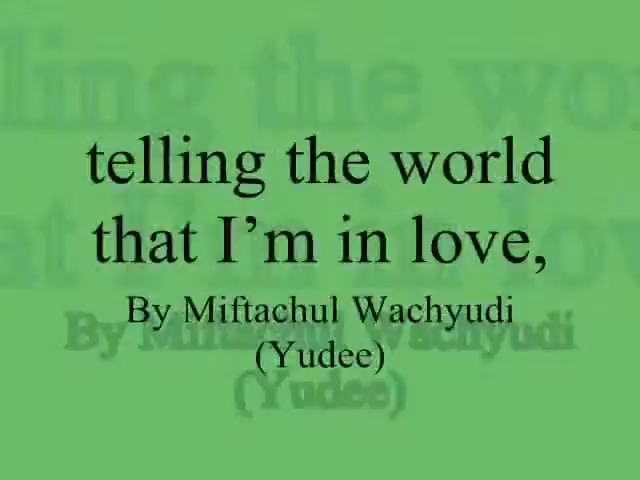 telling the world
that I'm in love,
By Miftachul Wachyudi
(Yudee)